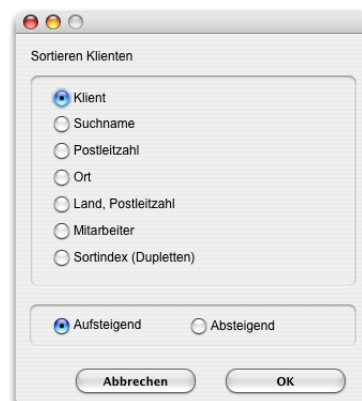 Sortieren Klienten
Klient
Suchname
Postleitzahl
Ort
Land, Postleitzahl
Mitarbeiter
Sortindex (Dupletten)
Aufsteigend Absteigend
Abbrechen OK